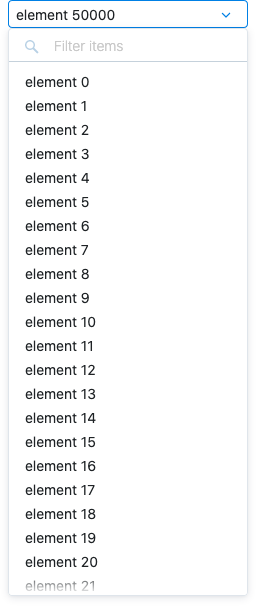 element 50000
Filter items
element 0
element 1
element 2
element 3
element 4
element 5
element 6
element 7
element 8
element 9
element 10
element 11
element 12
element 13
element 14
element 15
element 16
element 17
element 18
element 19
element 20
element 21